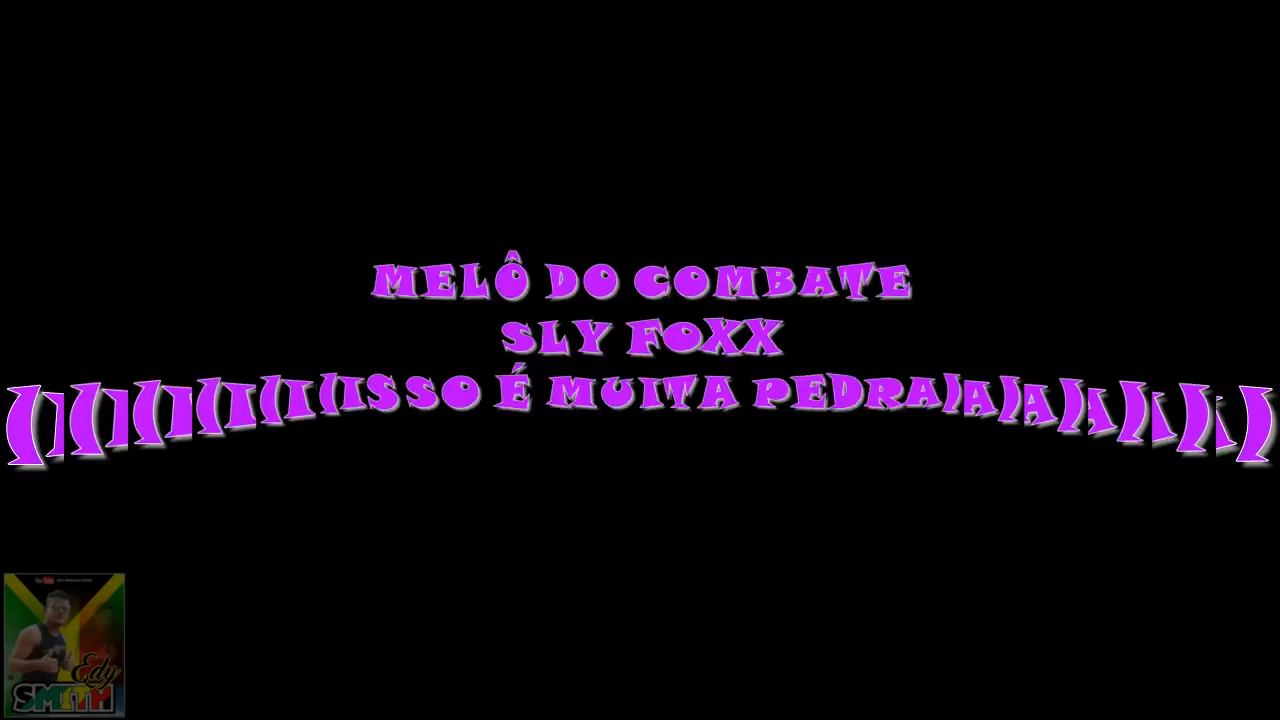 MELÔ DO COMBATE
SLY FOXX
ISSO É MUITA PEDRA
Edy
SMITH